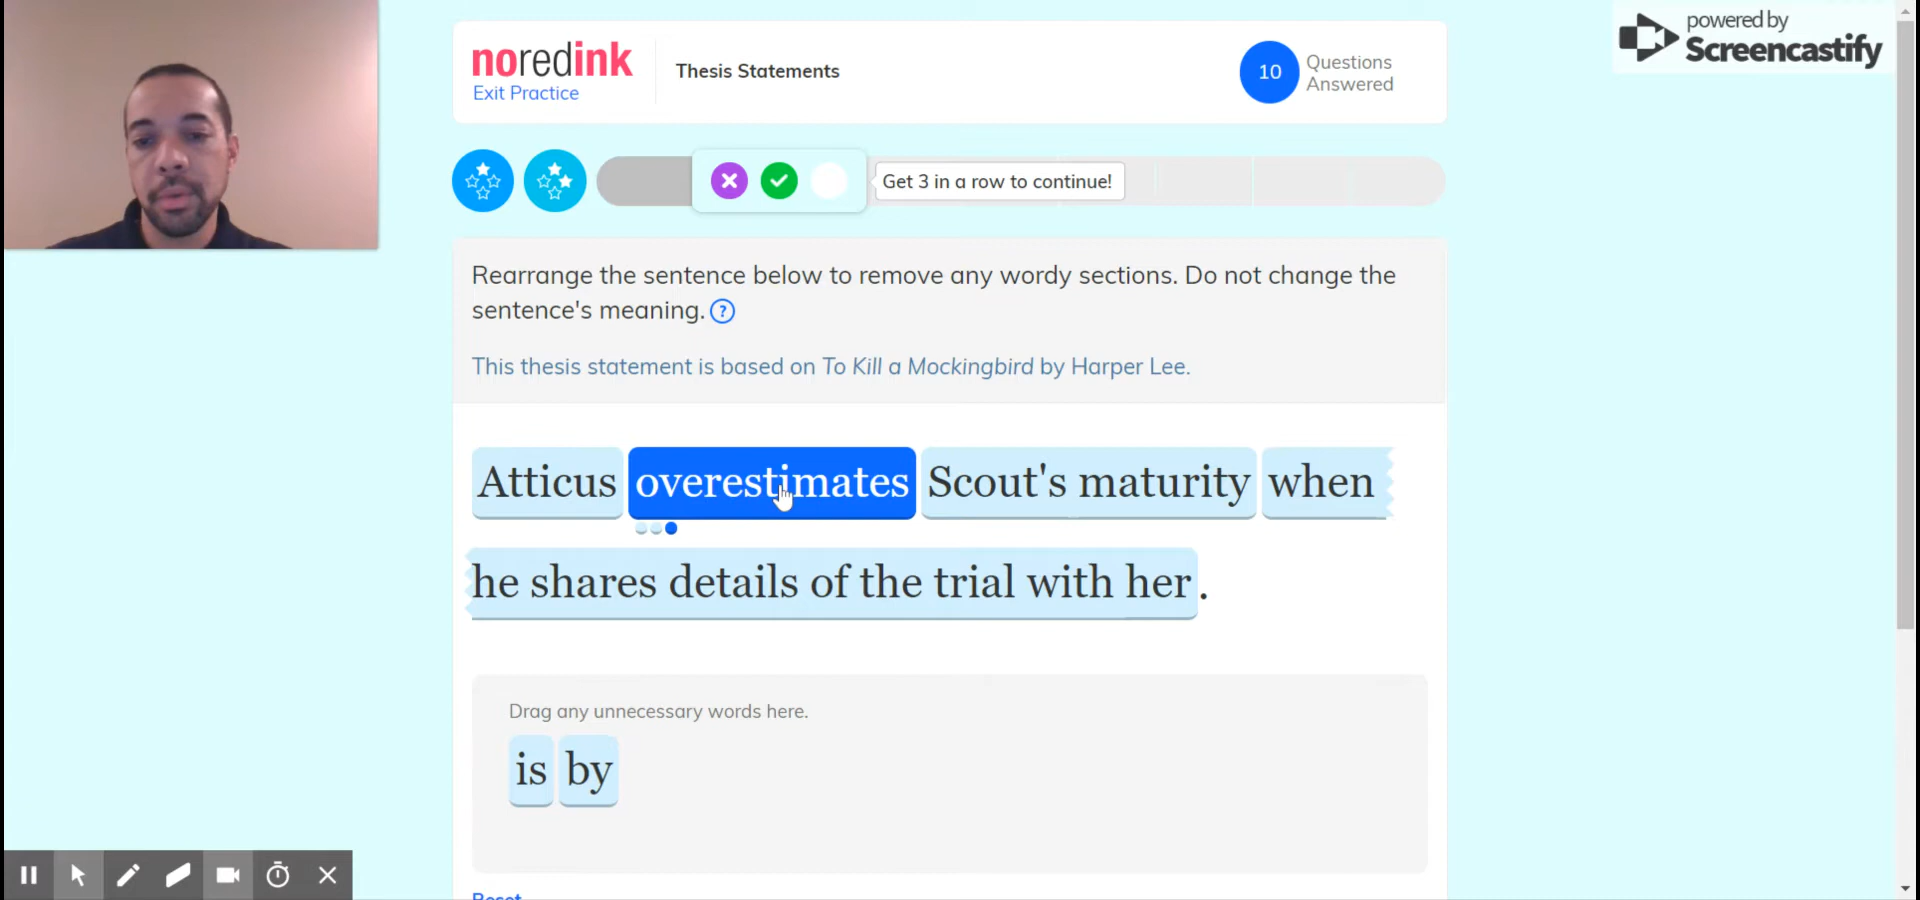 noredink
Exit Practice
Thesis Statements
10
Questions
Answered
powered by
Screencastify
Get 3 in a row to continue!
Rearrange the sentence below to remove any wordy sections. Do not change the
sentence's meaning. ?
This thesis statement is based on To Kill a Mockingbird by Harper Lee.
Atticus overestimates Scout's maturity when
he shares details of the trial with her.
Drag any unnecessary words here.
is by
Reset